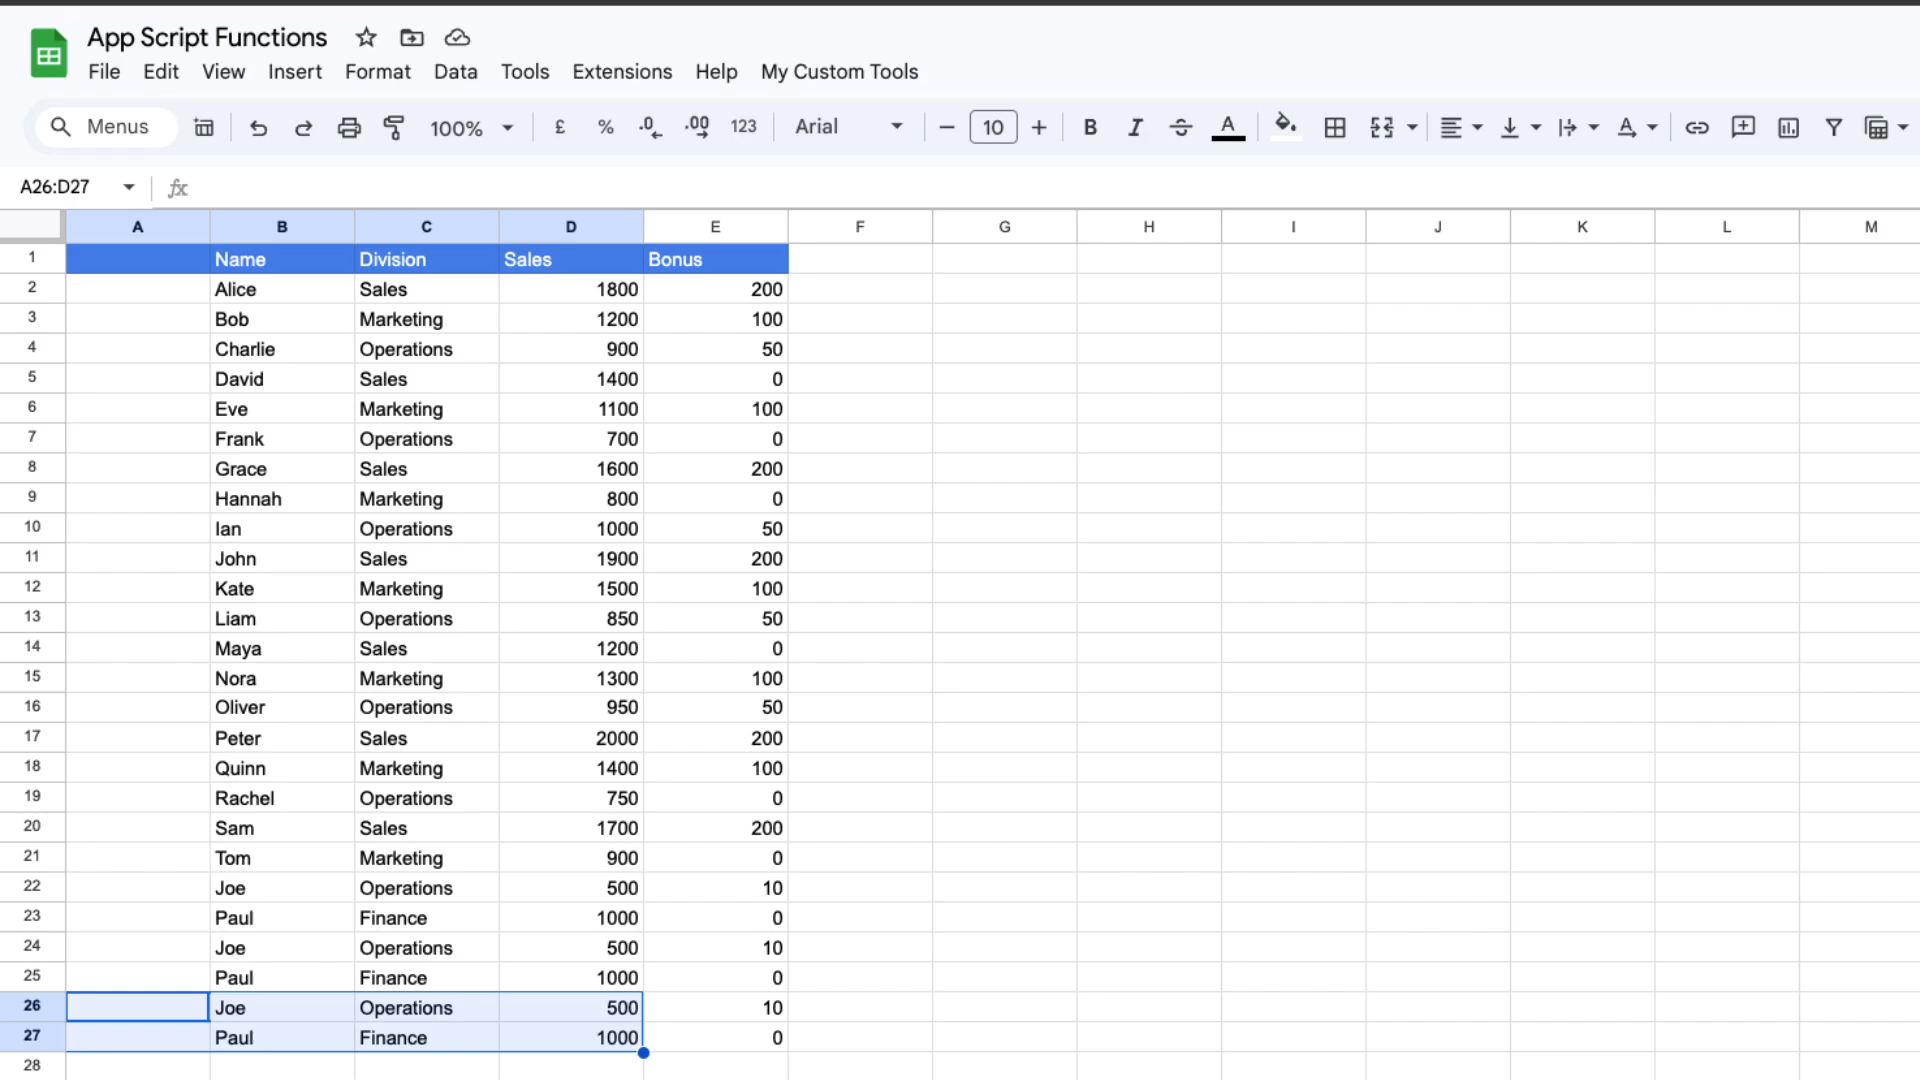 App Script Functions
File Edit View Insert Format Data Tools Extensions Help My Custom Tools
Menus 100% £ % .0 .00 123 Arial 10 B I A A
A26:D27 fx
A B C D E F G H I J K L M
1 Name Division Sales Bonus
2 Alice Sales 1800 200
3 Bob Marketing 1200 100
4 Charlie Operations 900 50
5 David Sales 1400 0
6 Eve Marketing 1100 100
7 Frank Operations 700 0
8 Grace Sales 1600 200
9 Hannah Marketing 800 0
10 Ian Operations 1000 50
11 John Sales 1900 200
12 Kate Marketing 1500 100
13 Liam Operations 850 50
14 Maya Sales 1200 0
15 Nora Marketing 1300 100
16 Oliver Operations 950 50
17 Peter Sales 2000 200
18 Quinn Marketing 1400 100
19 Rachel Operations 750 0
20 Sam Sales 1700 200
21 Tom Marketing 900 0
22 Joe Operations 500 10
23 Paul Finance 1000 0
24 Joe Operations 500 10
25 Paul Finance 1000 0
26 Joe Operations 500 10
27 Paul Finance 1000 0
28